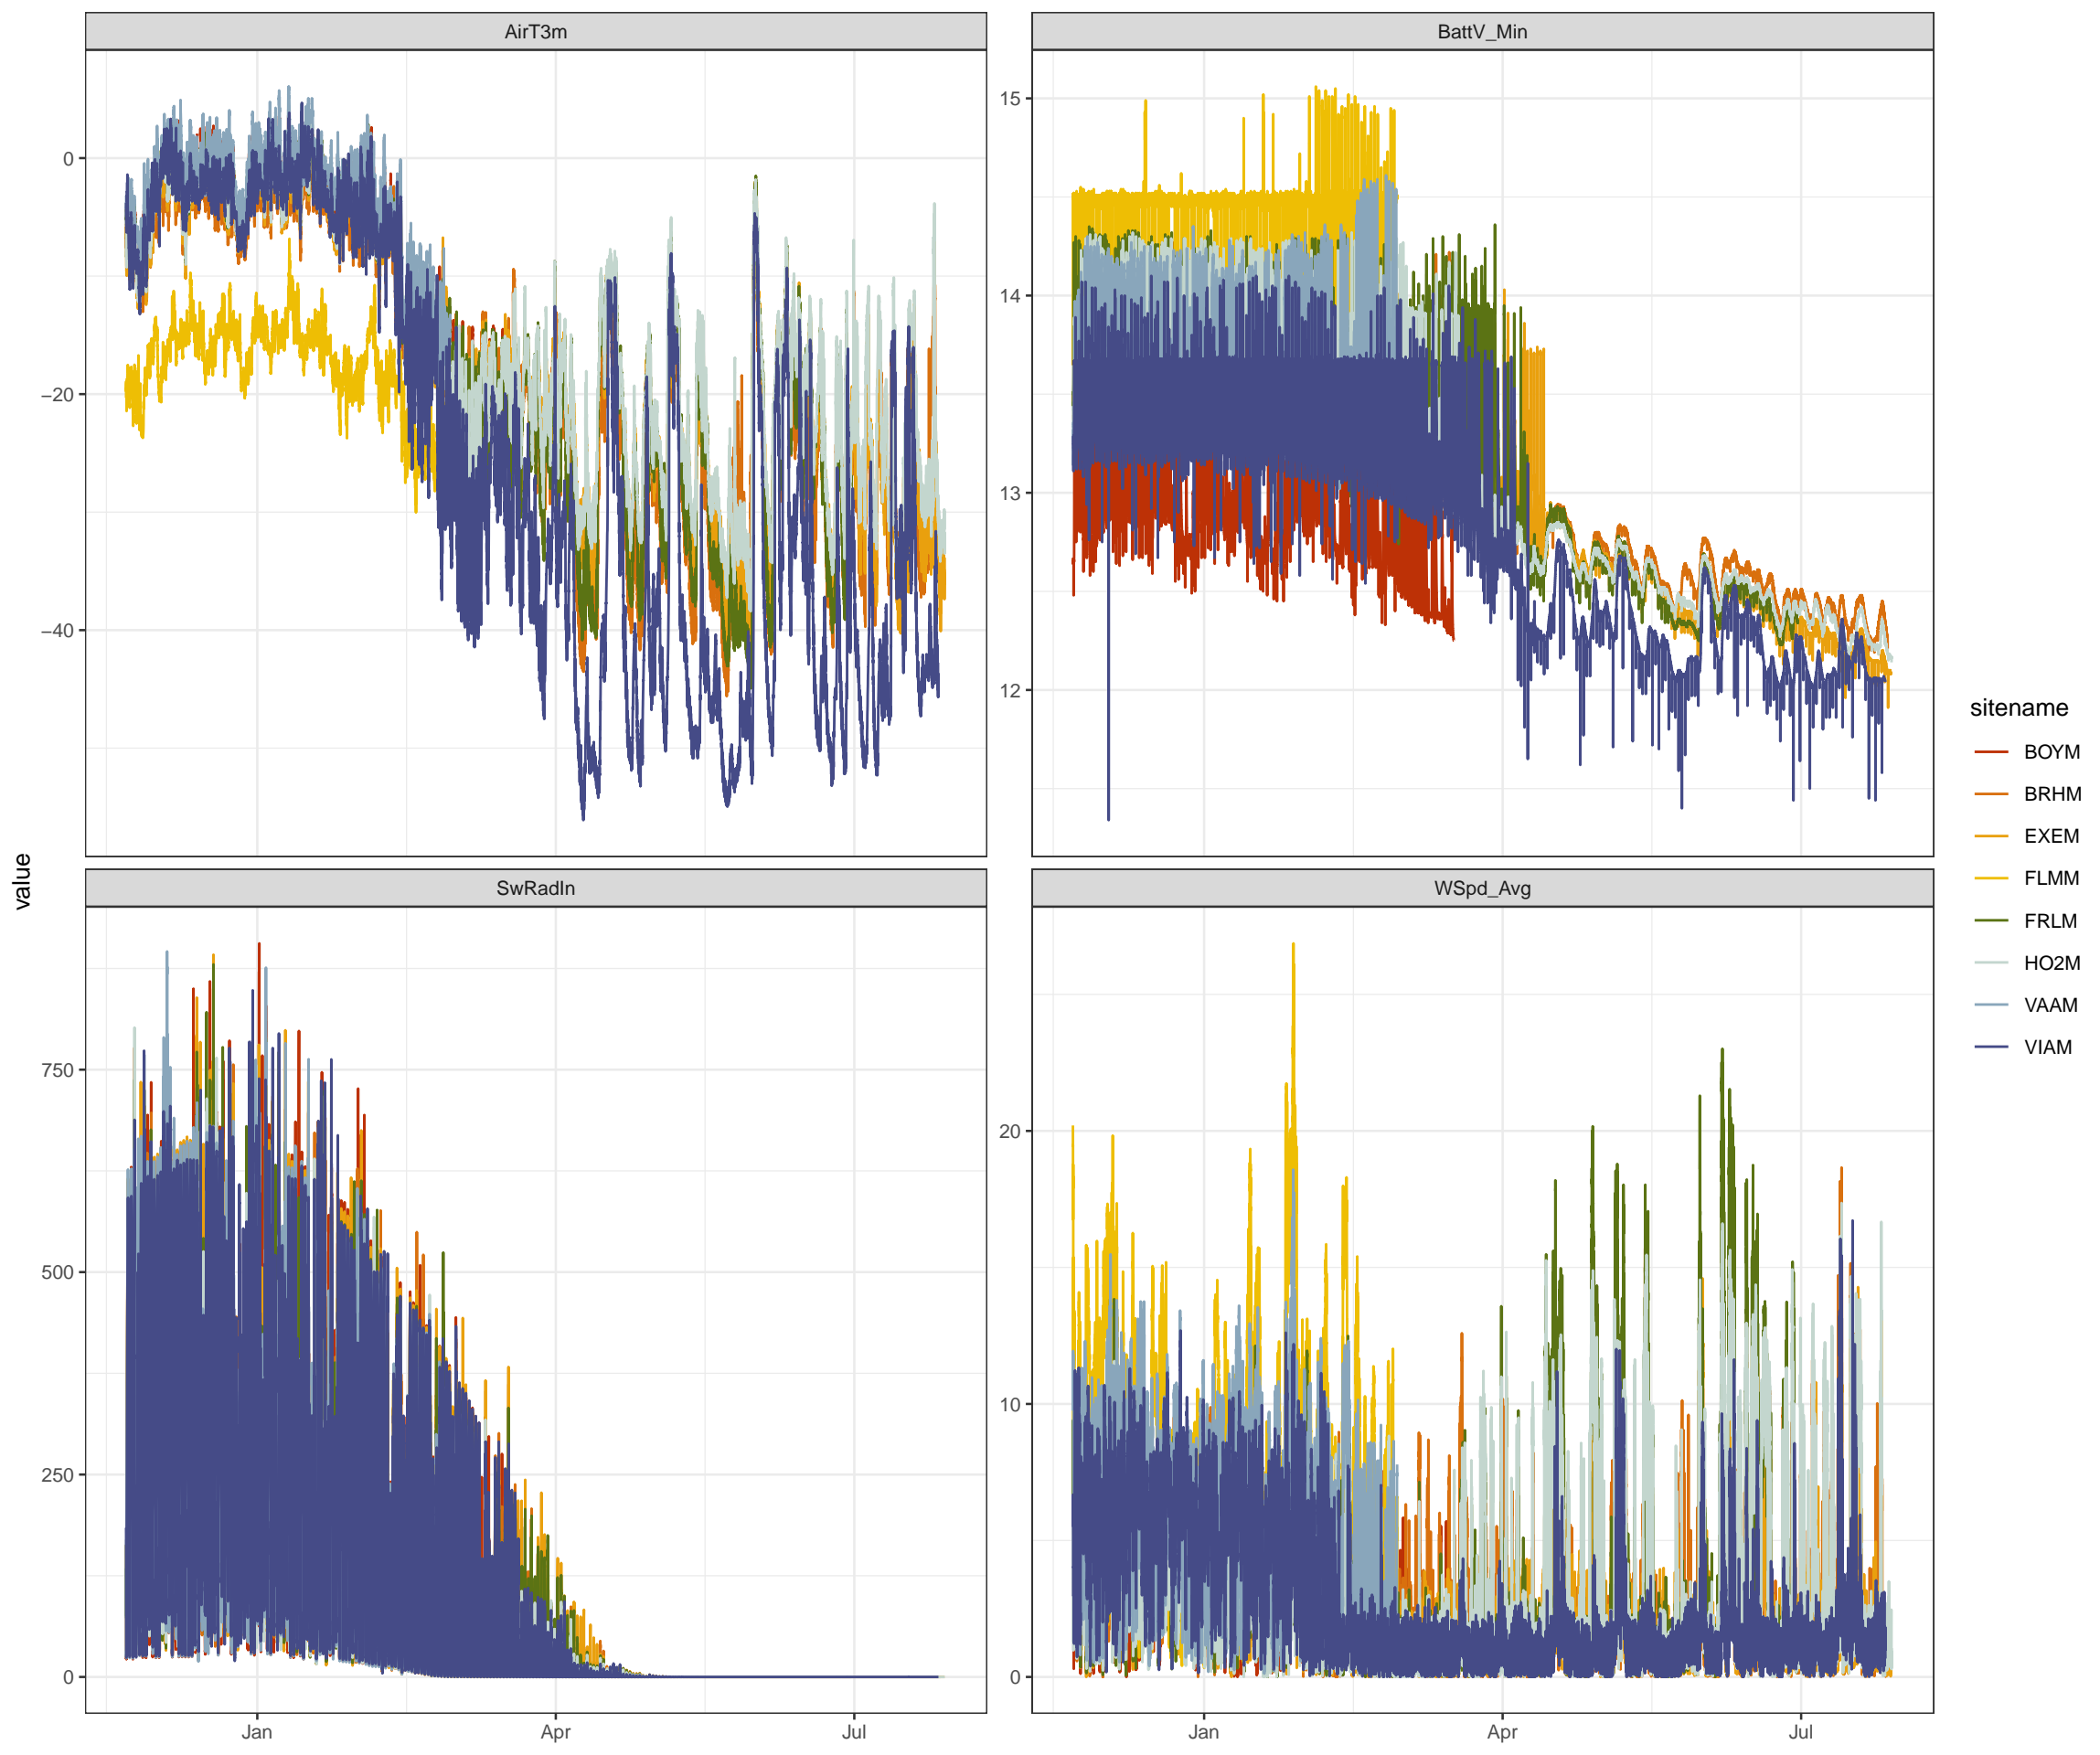 AirT3m
BattV_Min
0
−20
−40
15
14
13
12
value
SwRadIn
WSpd_Avg
750
500
250
0
20
10
0
Jan
Apr
Jul
Jan
Apr
Jul
sitename
BOYM
BRHM
EXEM
FLMM
FRLM
HO2M
VAAM
VIAM